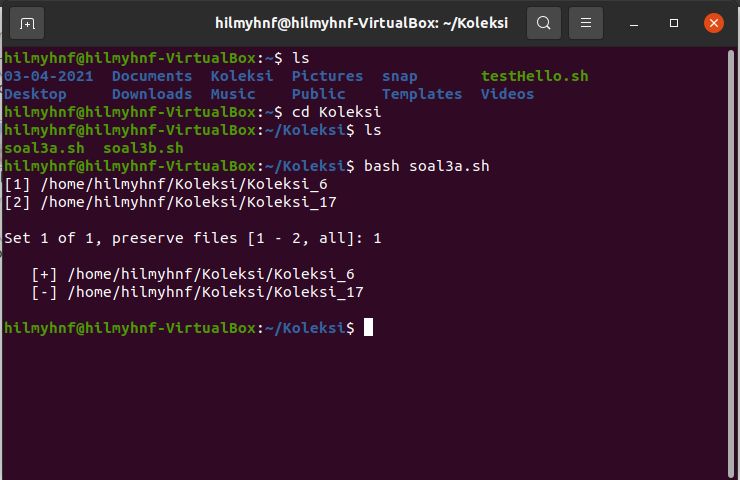 hilmyhnf@hilmyhnf-VirtualBox: ~/Koleksi
hilmyhnf@hilmyhnf-VirtualBox:~$ ls
03-04-2021  Documents  Koleksi  Pictures  snap       testHello.sh
Desktop     Downloads  Music    Public    Templates  Videos
hilmyhnf@hilmyhnf-VirtualBox:~$ cd Koleksi
hilmyhnf@hilmyhnf-VirtualBox:~/Koleksi$ ls
soal3a.sh  soal3b.sh
hilmyhnf@hilmyhnf-VirtualBox:~/Koleksi$ bash soal3a.sh
[1] /home/hilmyhnf/Koleksi/Koleksi_6
[2] /home/hilmyhnf/Koleksi/Koleksi_17
Set 1 of 1, preserve files [1 - 2, all]: 1
   [+] /home/hilmyhnf/Koleksi/Koleksi_6
   [-] /home/hilmyhnf/Koleksi/Koleksi_17
hilmyhnf@hilmyhnf-VirtualBox:~/Koleksi$